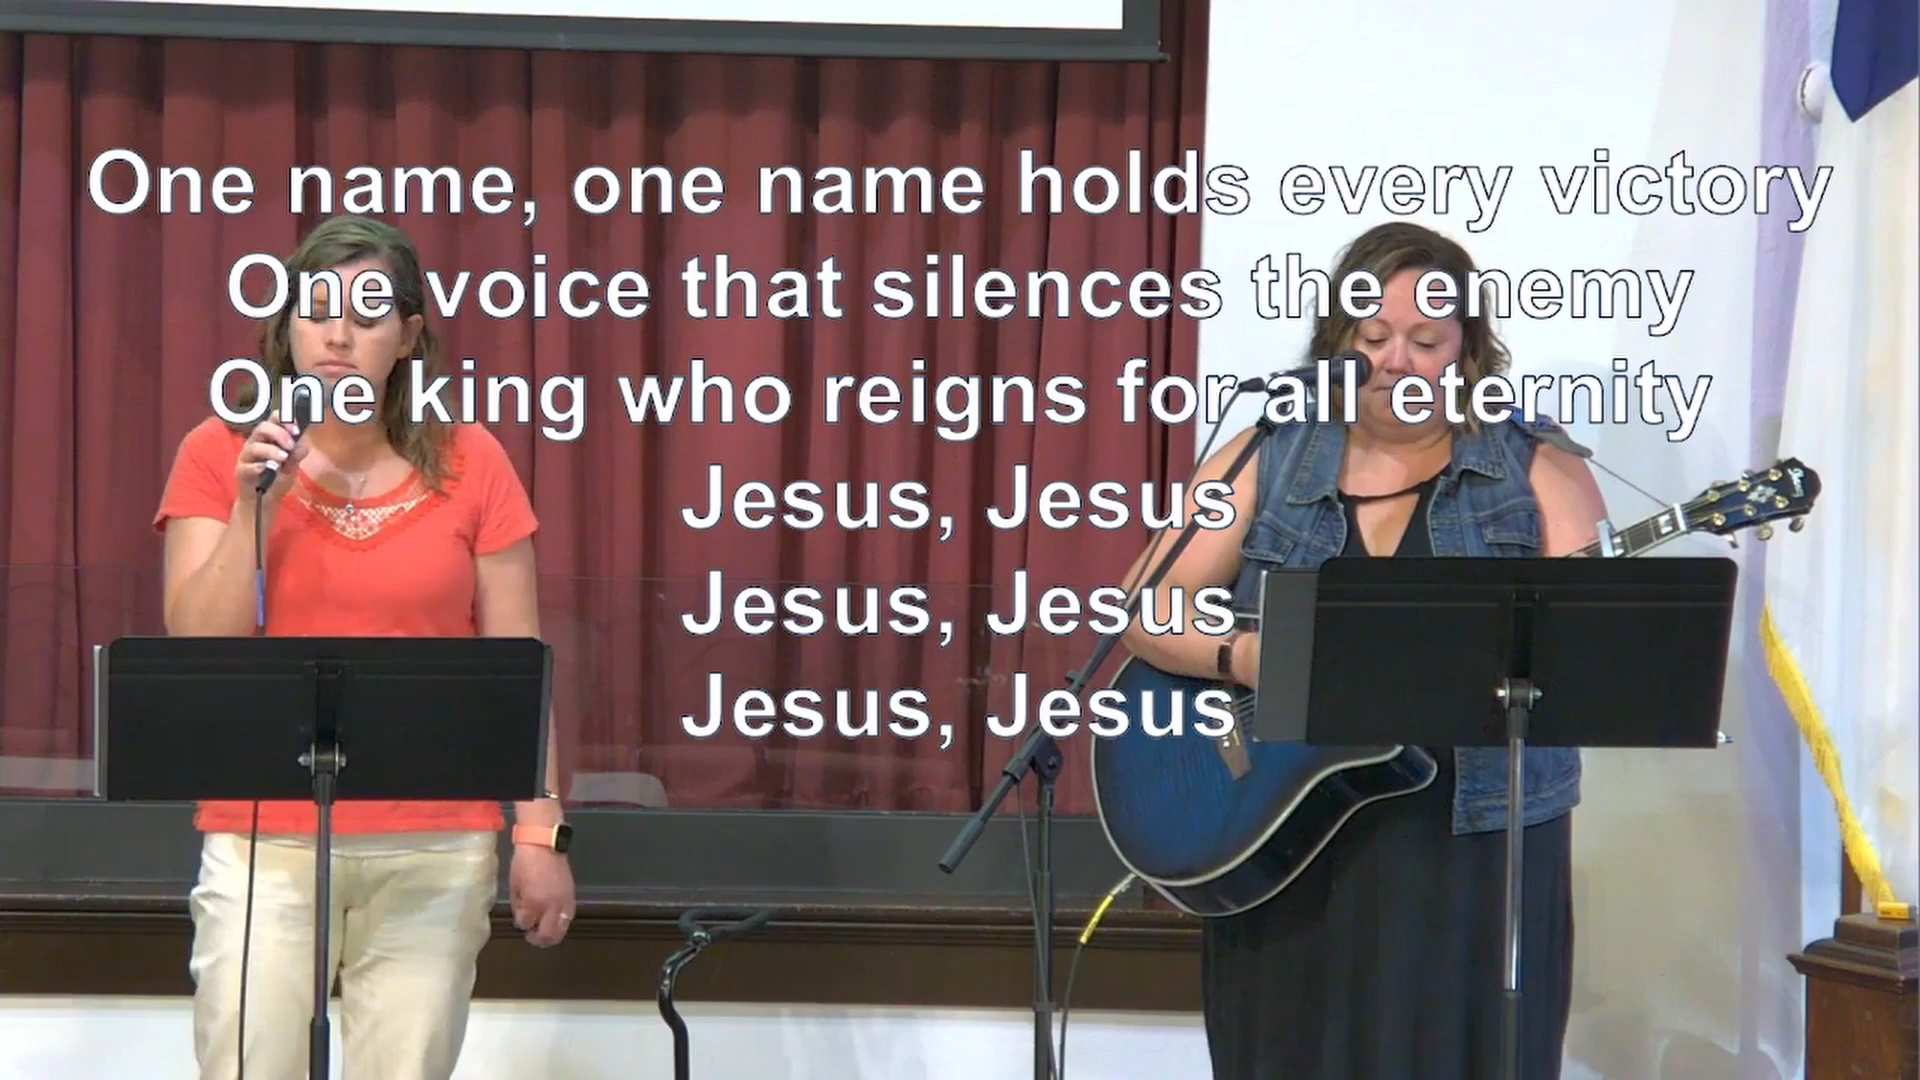 One name, one name holds every victory
One voice that silences the enemy
One king who reigns for all eternity
Jesus, Jesus
Jesus, Jesus
Jesus, Jesus